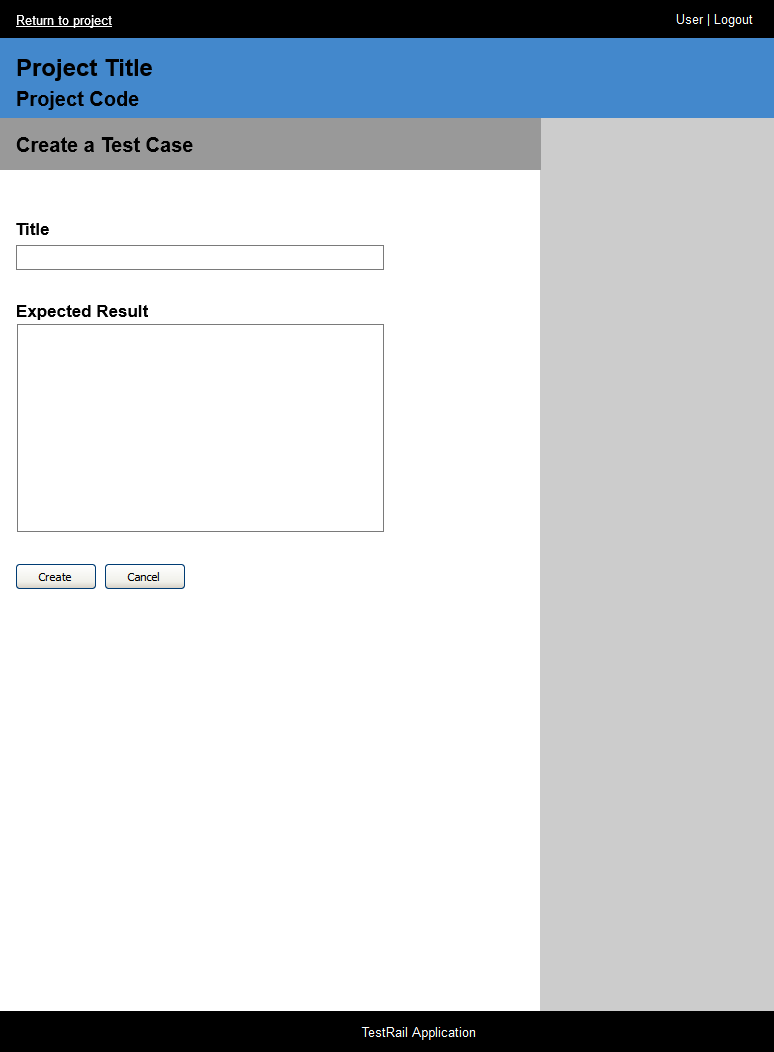 Return to project
User | Logout
Project Title
Project Code
Create a Test Case
Title
Expected Result
Create
Cancel
TestRail Application